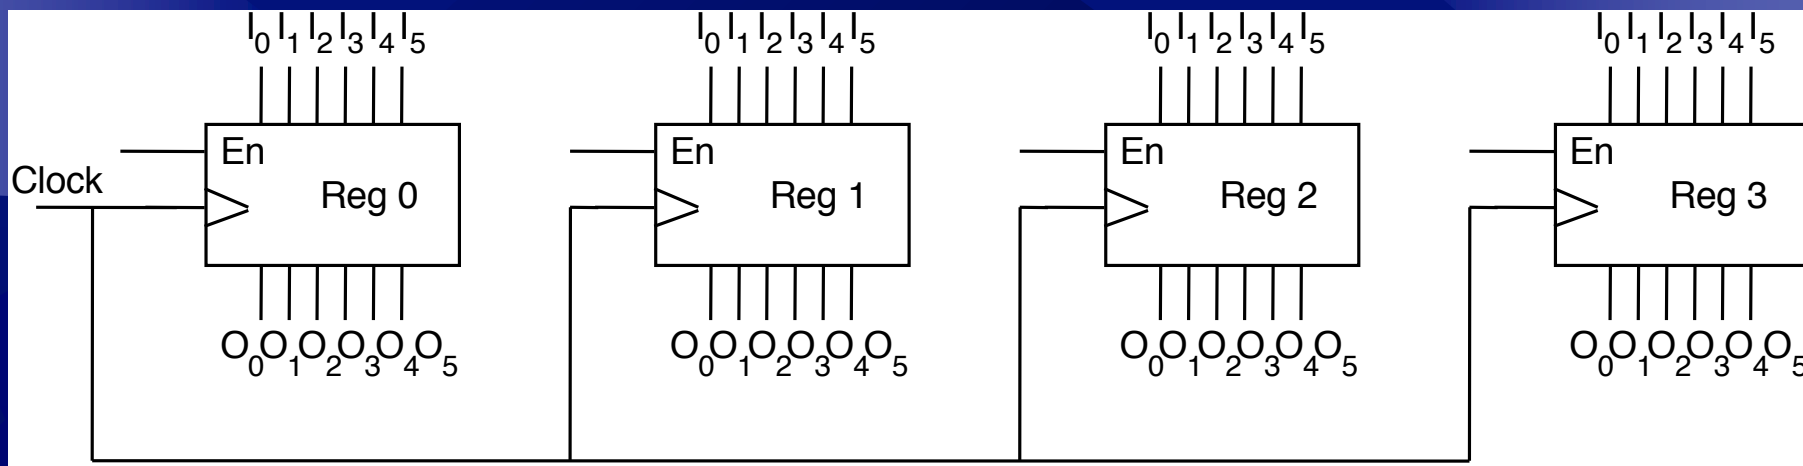 I₀ I₁ I₂ I₃ I₄ I₅ I₀ I₁ I₂ I₃ I₄ I₅ I₀ I₁ I₂ I₃ I₄ I₅ I₀ I₁ I₂ I₃ I₄ I₅
En En En En
Clock Reg 0 Reg 1 Reg 2 Reg 3
O₀ O₁ O₂ O₃ O₄ O₅ O₀ O₁ O₂ O₃ O₄ O₅ O₀ O₁ O₂ O₃ O₄ O₅ O₀ O₁ O₂ O₃ O₄ O₅